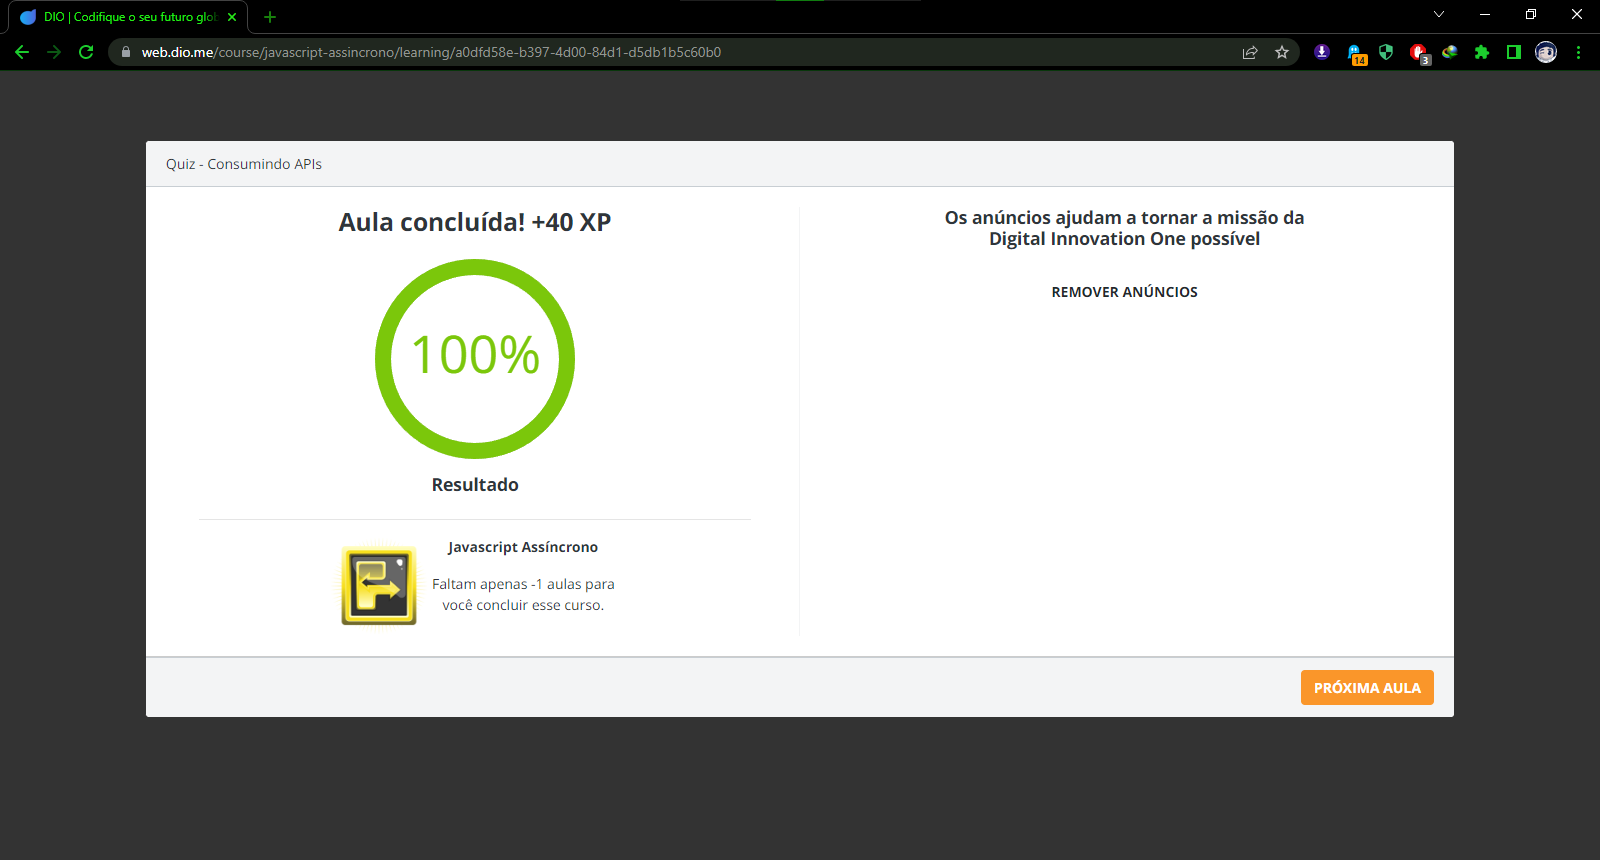 DIO | Codifique o seu futuro glob
web.dio.me/course/javascript-assincrono/learning/a0dfd58e-b397-4d00-84d1-d5db1b5c60b0
14
3
Quiz - Consumindo APIs
Aula concluída! +40 XP
100%
Resultado
Javascript Assíncrono
Faltam apenas -1 aulas para
você concluir esse curso.
Os anúncios ajudam a tornar a missão da
Digital Innovation One possível
REMOVER ANÚNCIOS
PRÓXIMA AULA